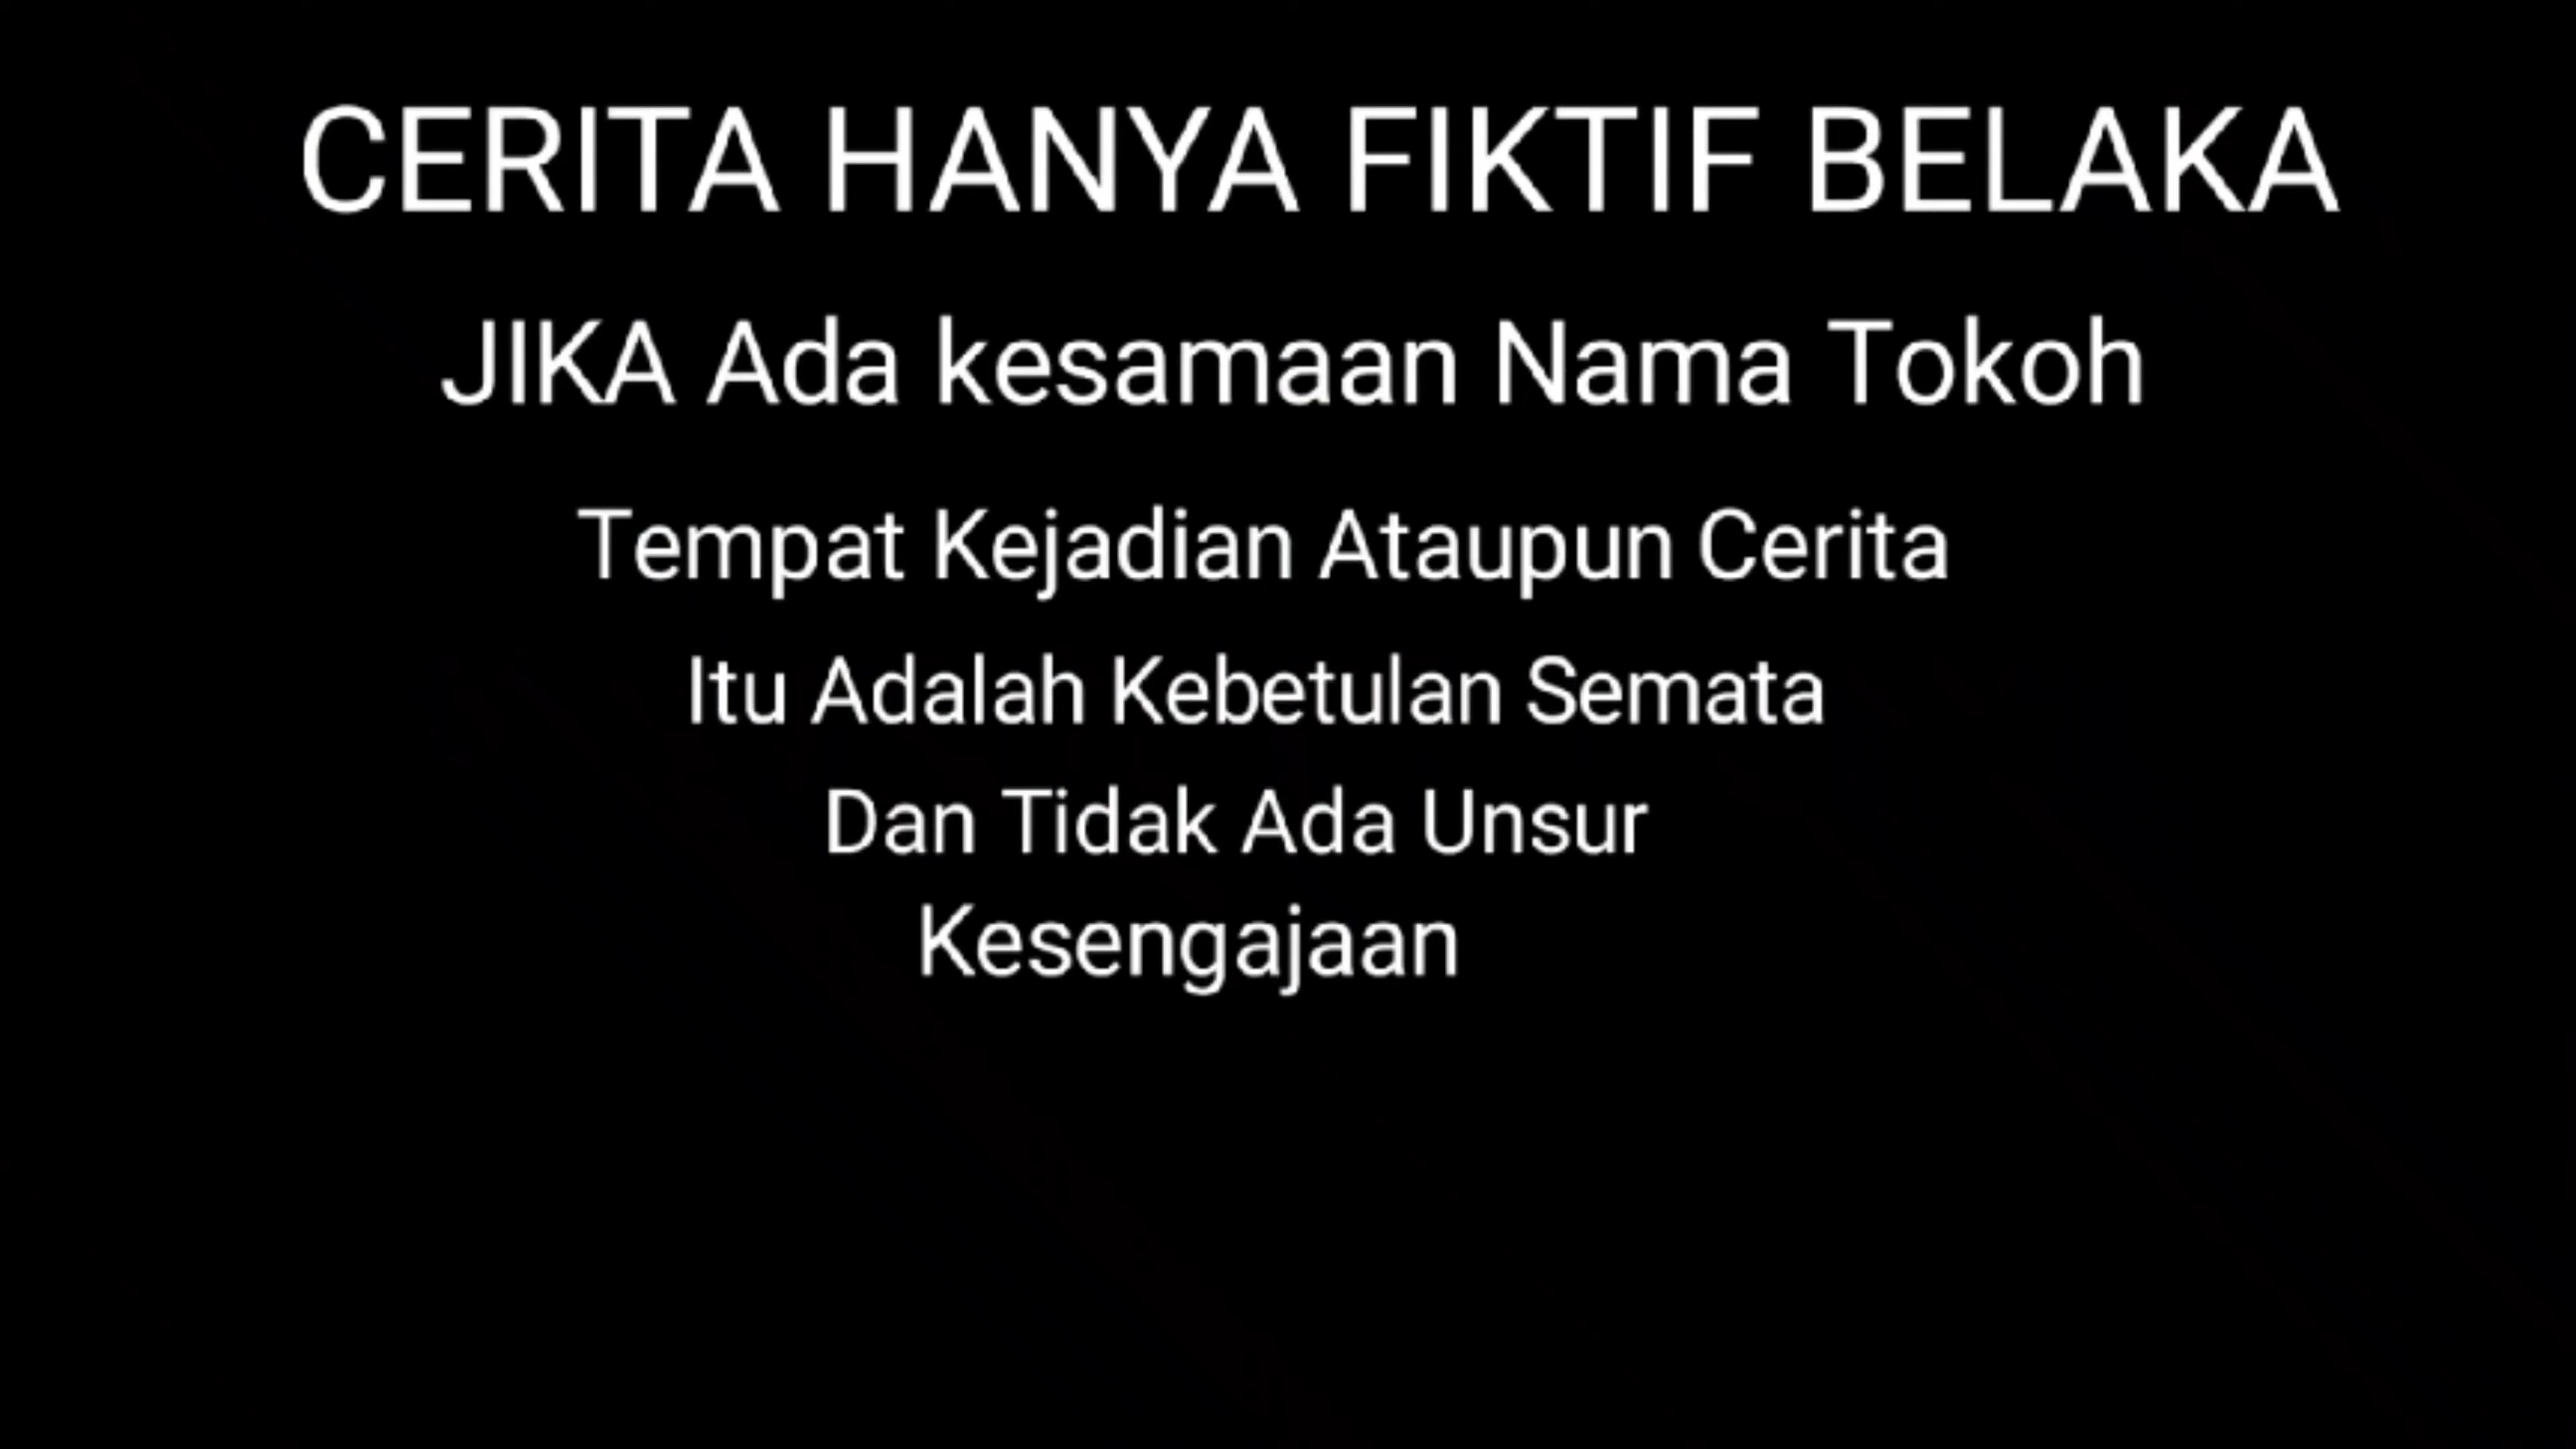 CERITA HANYA FIKTIF BELAKA
JIKA Ada kesamaan Nama Tokoh
Tempat Kejadian Ataupun Cerita
Itu Adalah Kebetulan Semata
Dan Tidak Ada Unsur
Kesengajaan